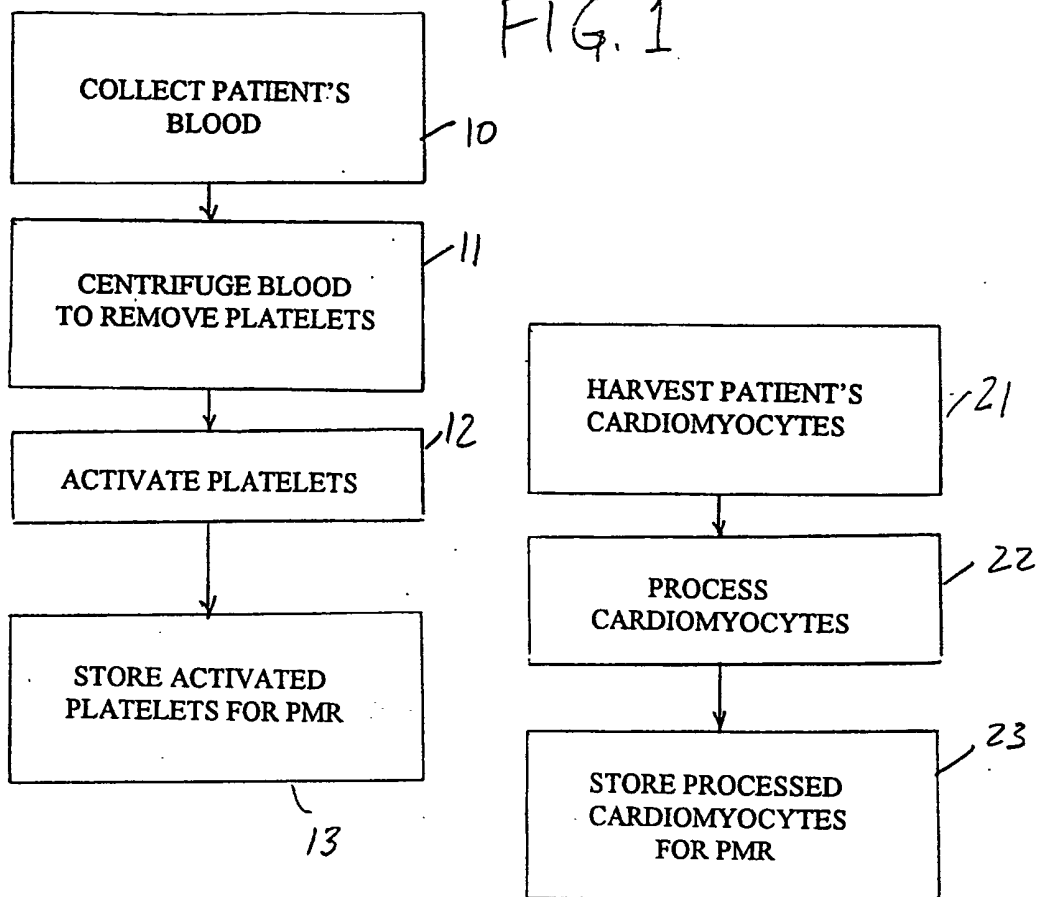 FIG. 1
COLLECT PATIENT'S
BLOOD
10
11
CENTRIFUGE BLOOD
TO REMOVE PLATELETS
12
ACTIVATE PLATELETS
STORE ACTIVATED
PLATELETS FOR PMR
13
HARVEST PATIENT'S
CARDIOMYOCYTES
21
PROCESS
CARDIOMYOCYTES
22
STORE PROCESSED
CARDIOMYOCYTES
FOR PMR
23